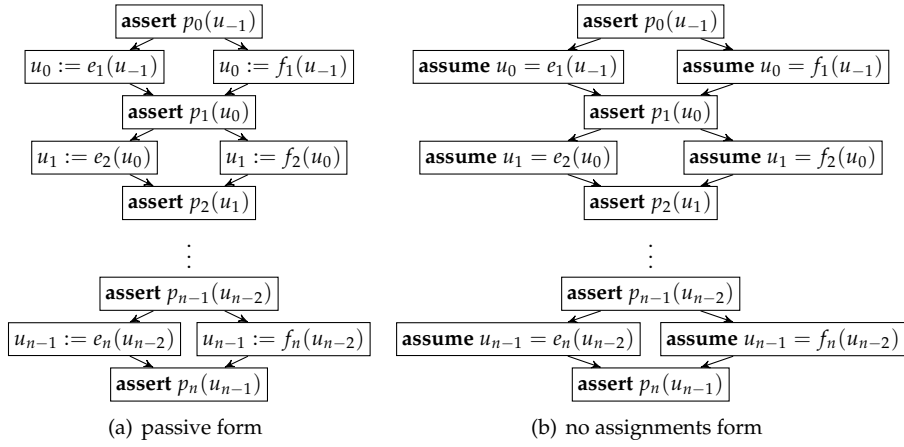 assert p₀(u₋₁) assert p₀(u₋₁)
u₀ := e₁(u₋₁) u₀ := f₁(u₋₁) assume u₀ = e₁(u₋₁) assume u₀ = f₁(u₋₁)
assert p₁(u₀) assert p₁(u₀)
u₁ := e₂(u₀) u₁ := f₂(u₀) assume u₁ = e₂(u₀) assume u₁ = f₂(u₀)
assert p₂(u₁) assert p₂(u₁)
⋮ ⋮
assert pₙ₋₁(uₙ₋₂) assert pₙ₋₁(uₙ₋₂)
uₙ₋₁ := eₙ(uₙ₋₂) uₙ₋₁ := fₙ(uₙ₋₂) assume uₙ₋₁ = eₙ(uₙ₋₂) assume uₙ₋₁ = fₙ(uₙ₋₂)
assert pₙ(uₙ₋₁) assert pₙ(uₙ₋₁)
(a) passive form (b) no assignments form